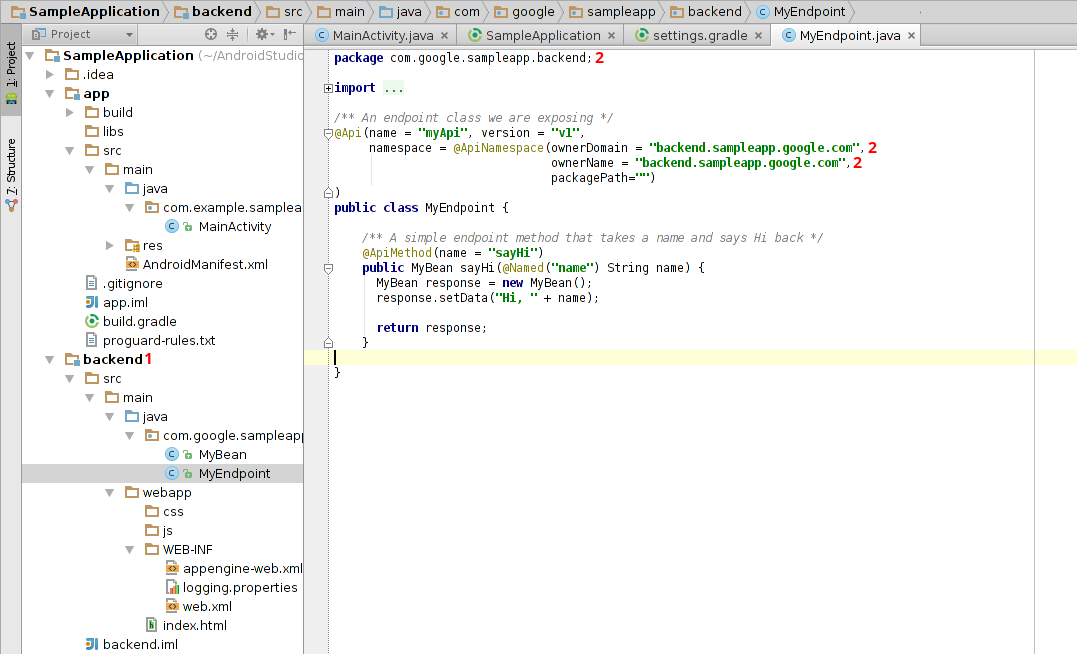 SampleApplication backend src main java com google sampleapp backend MyEndpoint
1: Project
7: Structure
Project
SampleApplication (~/AndroidStudio
.idea
app
build
libs
src
main
java
com.example.samplea
MainActivity
res
AndroidManifest.xml
.gitignore
app.iml
build.gradle
proguard-rules.txt
backend 1
src
main
java
com.google.sampleapp
MyBean
MyEndpoint
webapp
css
js
WEB-INF
appengine-web.xml
logging.properties
web.xml
index.html
backend.iml
MainActivity.java × SampleApplication × settings.gradle × MyEndpoint.java ×
package com.google.sampleapp.backend; 2
import ...
/** An endpoint class we are exposing */
@Api(name = "myApi", version = "v1",
namespace = @ApiNamespace(ownerDomain = "backend.sampleapp.google.com", 2
ownerName = "backend.sampleapp.google.com", 2
packagePath="")
)
public class MyEndpoint {
/** A simple endpoint method that takes a name and says Hi back */
@ApiMethod(name = "sayHi")
public MyBean sayHi(@Named("name") String name) {
MyBean response = new MyBean();
response.setData("Hi, " + name);
return response;
}
}